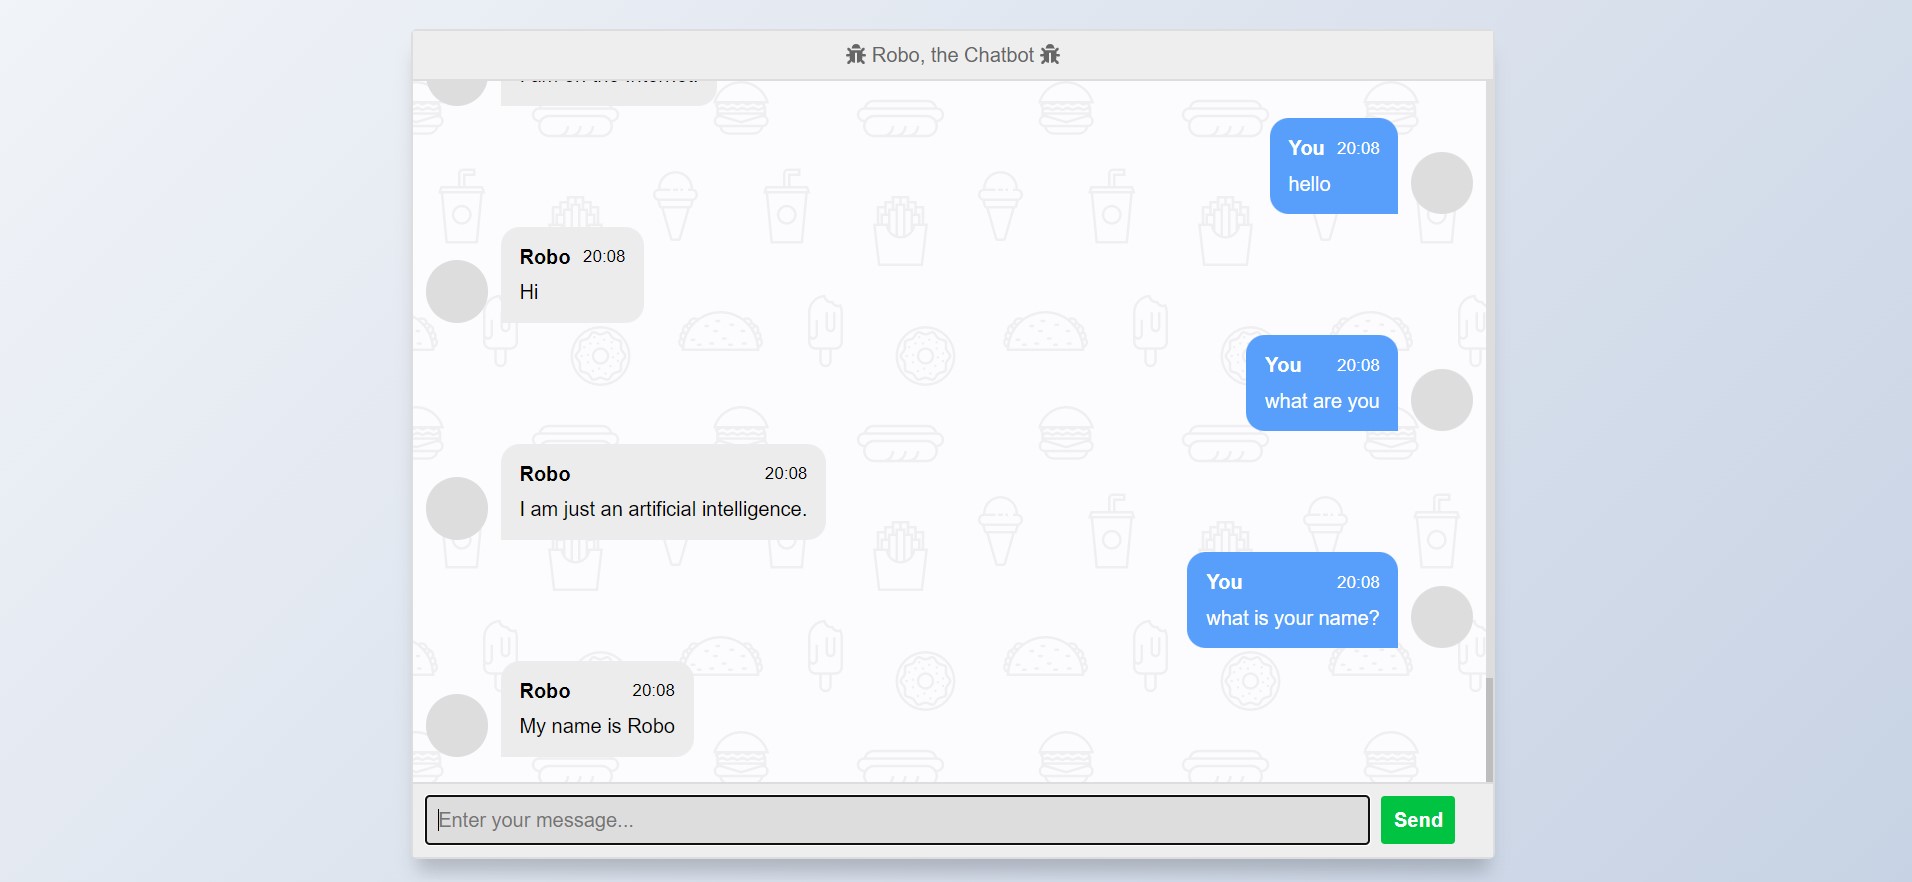 Robo, the Chatbot
You 20:08
hello
Robo 20:08
Hi
You 20:08
what are you
Robo 20:08
I am just an artificial intelligence.
You 20:08
what is your name?
Robo 20:08
My name is Robo
Enter your message...
Send